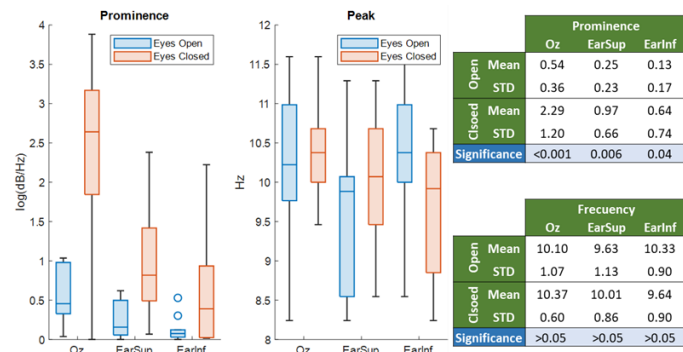 Prominence
log(dB/Hz)
4
3.5
3
2.5
2
1.5
1
0.5
0
Eyes Open
Eyes Closed
Oz EarSup EarInf
Peak
Hz
12
11.5
11
10.5
10
9.5
9
8.5
8
Eyes Open
Eyes Closed
Oz EarSup EarInf
Prominence
Oz EarSup EarInf
Open Mean 0.54 0.25 0.13
STD 0.36 0.23 0.17
Clsoed Mean 2.29 0.97 0.64
STD 1.20 0.66 0.74
Significance <0.001 0.006 0.04
Frecuency
Oz EarSup EarInf
Open Mean 10.10 9.63 10.33
STD 1.07 1.13 0.90
Clsoed Mean 10.37 10.01 9.64
STD 0.60 0.86 0.90
Significance >0.05 >0.05 >0.05